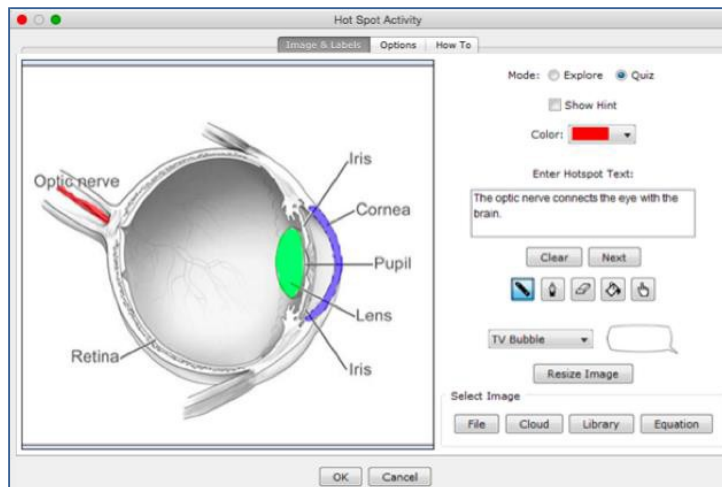 Hot Spot Activity
Image & Labels Options How To
Optic nerve
Iris
Cornea
Pupil
Lens
Iris
Retina
Mode: Explore Quiz
Show Hint
Color:
Enter Hotspot Text:
The optic nerve connects the eye with the
brain.
Clear Next
TV Bubble
Resize Image
Select Image
File Cloud Library Equation
OK Cancel